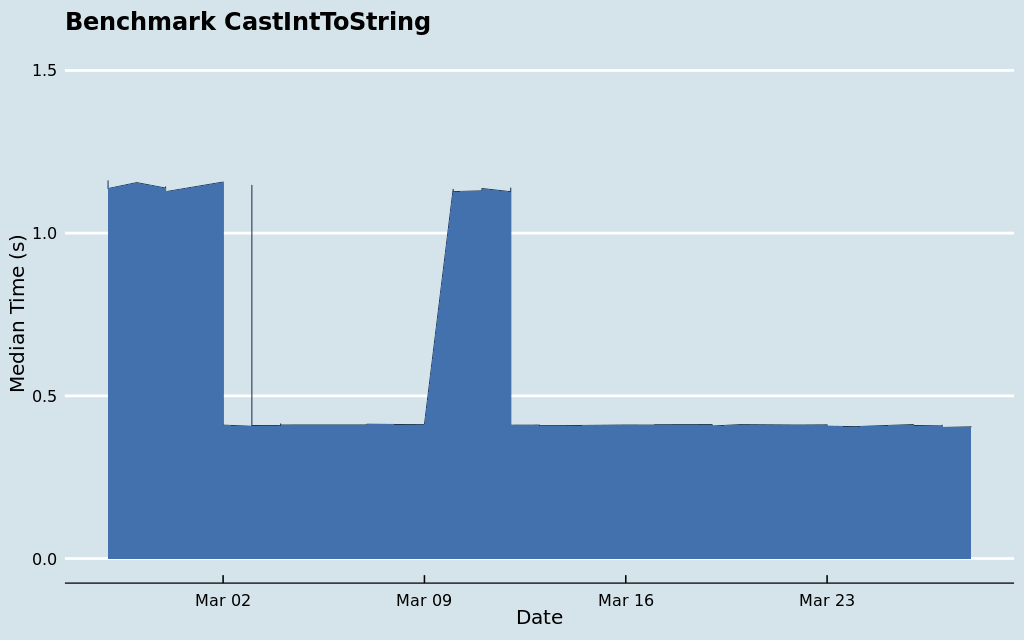 Benchmark CastIntToString
1.5
1.0
0.5
0.0
Median Time (s)
Mar 02
Mar 09
Mar 16
Mar 23
Date